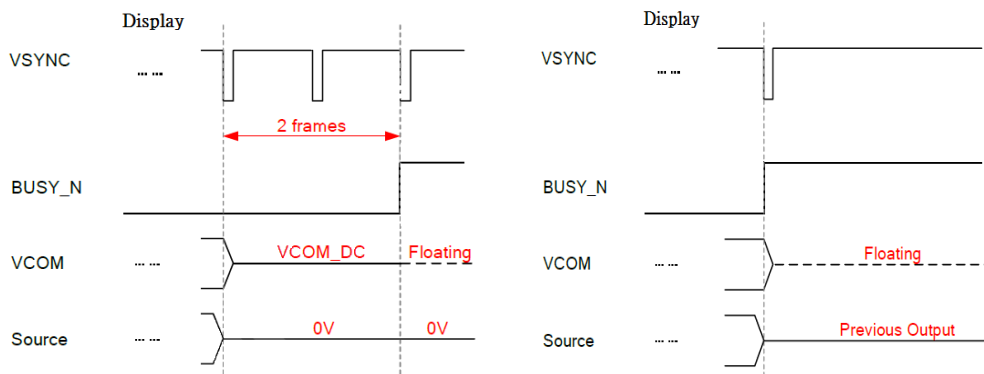 Display
VSYNC
... ...
2 frames
BUSY_N
VCOM
... ...
VCOM_DC
Floating
Source
... ...
0V
0V
Display
VSYNC
... ...
BUSY_N
VCOM
... ...
Floating
Source
... ...
Previous Output